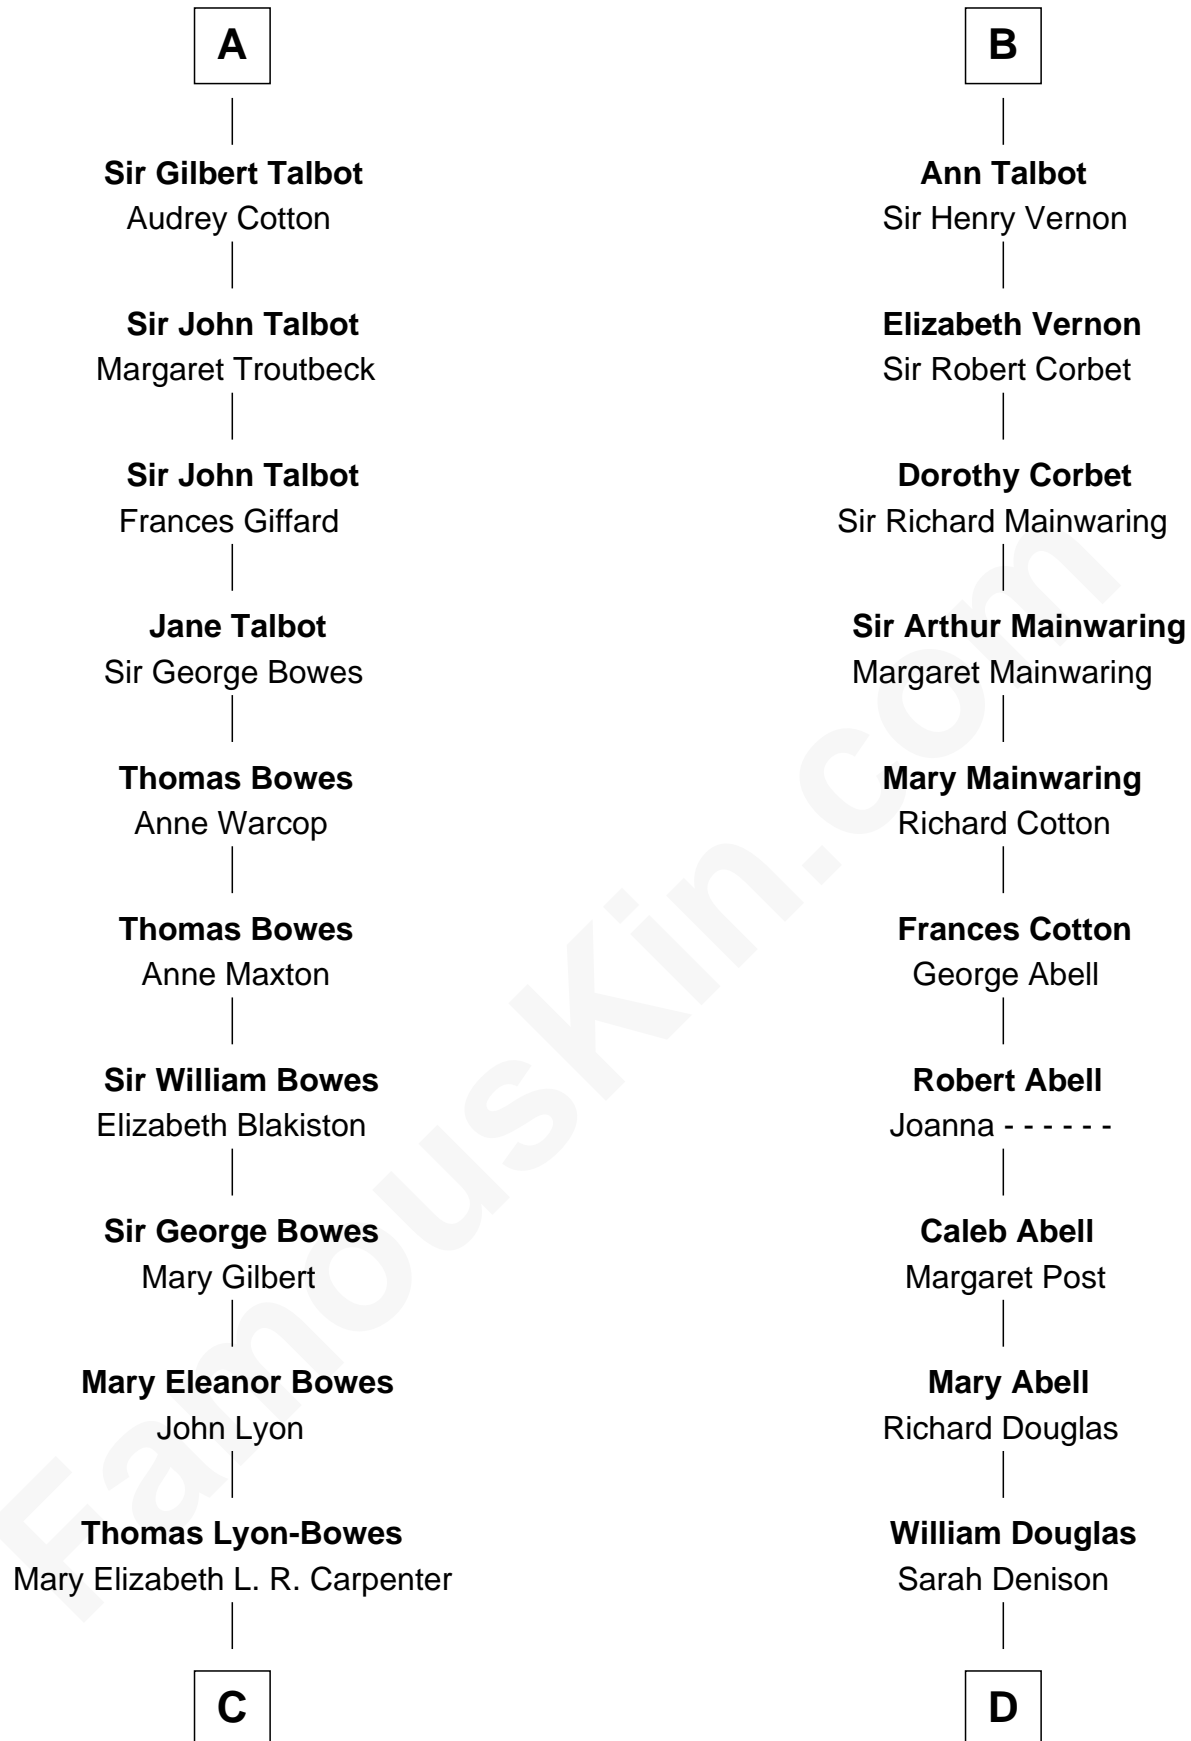 A
Sir Gilbert Talbot
Audrey Cotton
Sir John Talbot
Margaret Troutbeck
Sir John Talbot
Frances Giffard
Jane Talbot
Sir George Bowes
Thomas Bowes
Anne Warcop
Thomas Bowes
Anne Maxton
Sir William Bowes
Elizabeth Blakiston
Sir George Bowes
Mary Gilbert
Mary Eleanor Bowes
John Lyon
Thomas Lyon-Bowes
Mary Elizabeth L. R. Carpenter
C
B
Ann Talbot
Sir Henry Vernon
Elizabeth Vernon
Sir Robert Corbet
Dorothy Corbet
Sir Richard Mainwaring
Sir Arthur Mainwaring
Margaret Mainwaring
Mary Mainwaring
Richard Cotton
Frances Cotton
George Abell
Robert Abell
Joanna - - - - - -
Caleb Abell
Margaret Post
Mary Abell
Richard Douglas
William Douglas
Sarah Denison
D
FamousKin.com